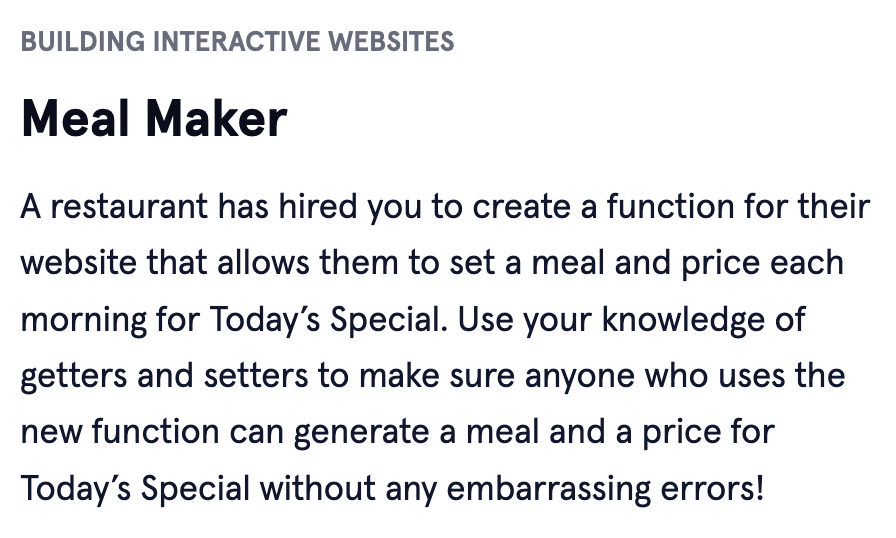 BUILDING INTERACTIVE WEBSITES
Meal Maker
A restaurant has hired you to create a function for their
website that allows them to set a meal and price each
morning for Today’s Special. Use your knowledge of
getters and setters to make sure anyone who uses the
new function can generate a meal and a price for
Today’s Special without any embarrassing errors!